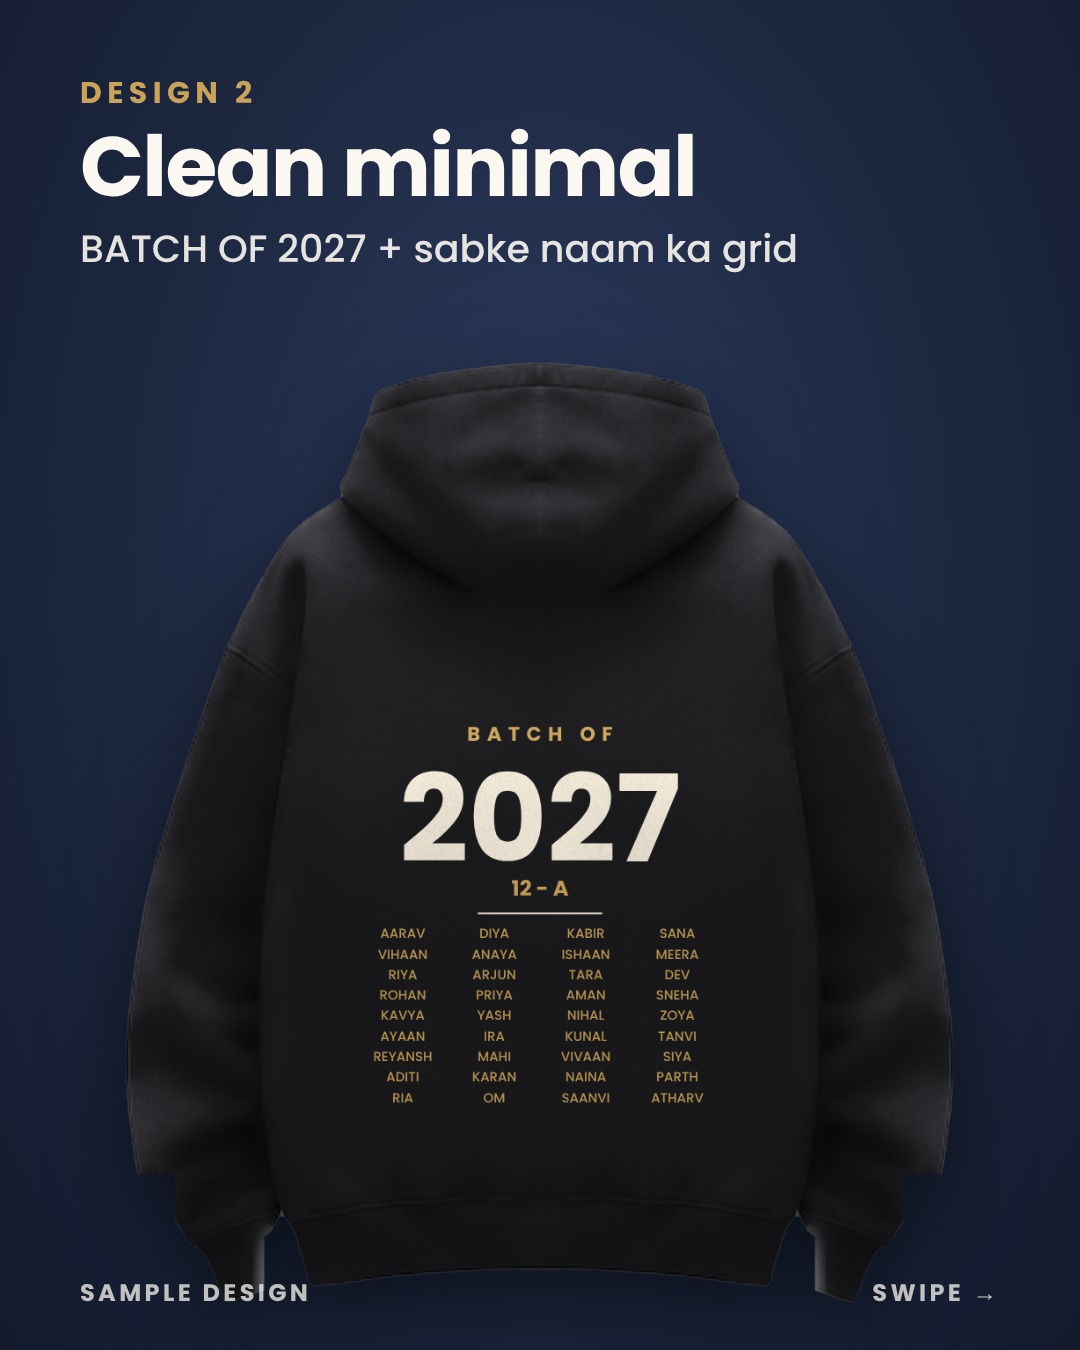 DESIGN 2
Clean minimal
BATCH OF 2027 + sabke naam ka grid
BATCH OF
2027
12-A
AARAV DIYA KABIR SANA
VIHAAN ANAYA ISHAAN MEERA
RIYA ARJUN TARA DEV
ROHAN PRIYA AMAN SNEHA
KAVYA YASH NIHAL ZOYA
AYAAN IRA KUNAL TANVI
REYANSH MAHI VIVAAN SIYA
ADITI KARAN NAINA PARTH
RIA OM SAANVI ATHARV
SAMPLE DESIGN
SWIPE →